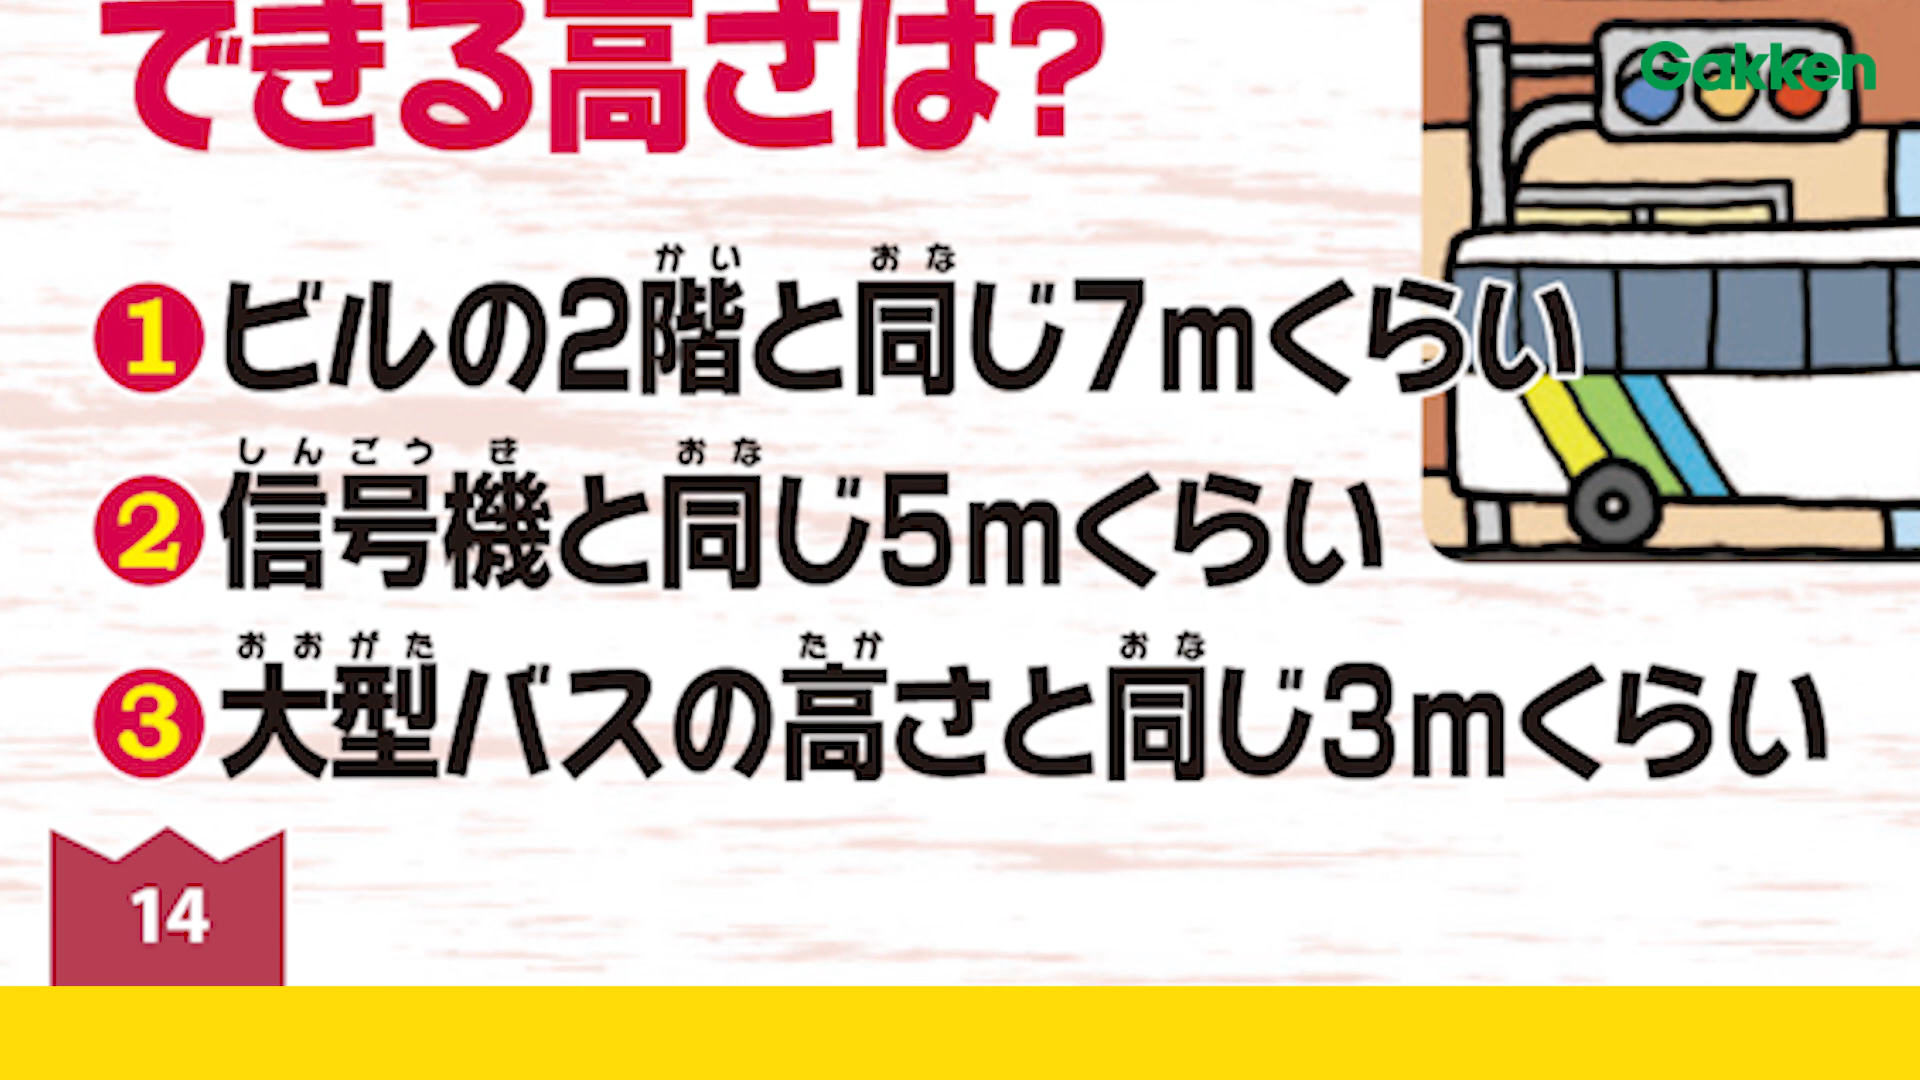 Gakken
できる高さは?
かい おな
1 ビルの2階と同じ7mくらい
しんごうき おな
2 信号機と同じ5mくらい
おおがた たか おな
3 大型バスの高さと同じ3mくらい
14